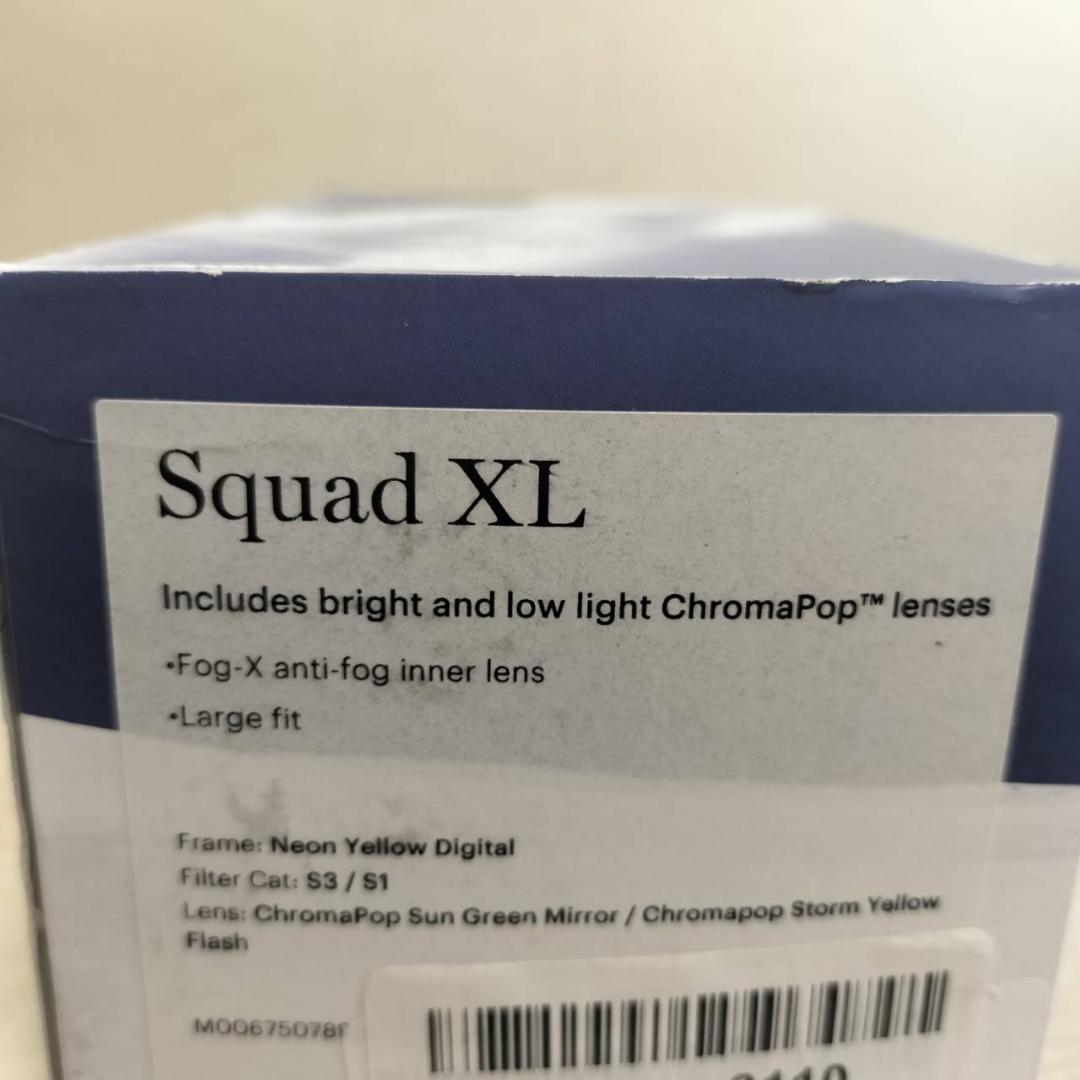 Squad XL
Includes bright and low light ChromaPop™ lenses
•Fog-X anti-fog inner lens
•Large fit
Frame: Neon Yellow Digital
Filter Cat: S3 / S1
Lens: ChromaPop Sun Green Mirror / Chromapop Storm Yellow
Flash